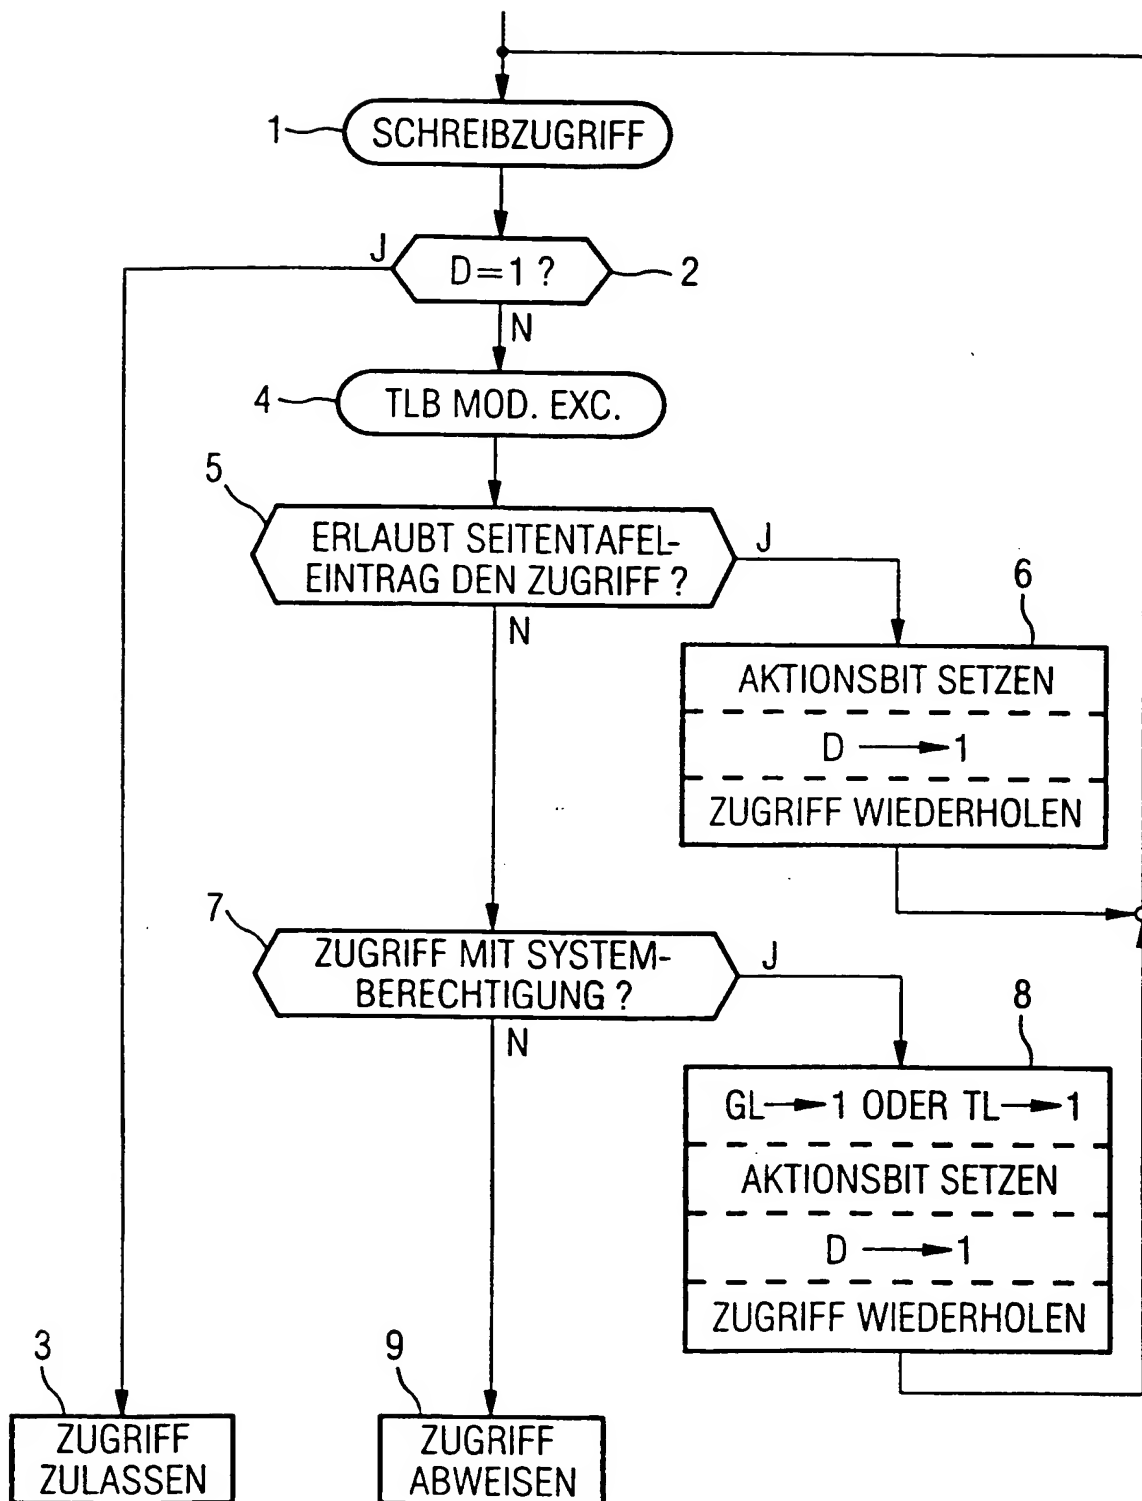 1
SCHREIBZUGRIFF
J
D=1 ?
2
N
4
TLB MOD. EXC.
5
ERLAUBT SEITENTAFEL-
EINTRAG DEN ZUGRIFF ?
J
N
6
AKTIONSBIT SETZEN
D → 1
ZUGRIFF WIEDERHOLEN
7
ZUGRIFF MIT SYSTEM-
BERECHTIGUNG ?
J
N
8
GL→1 ODER TL→1
AKTIONSBIT SETZEN
D → 1
ZUGRIFF WIEDERHOLEN
3
ZUGRIFF
ZULASSEN
9
ZUGRIFF
ABWEISEN